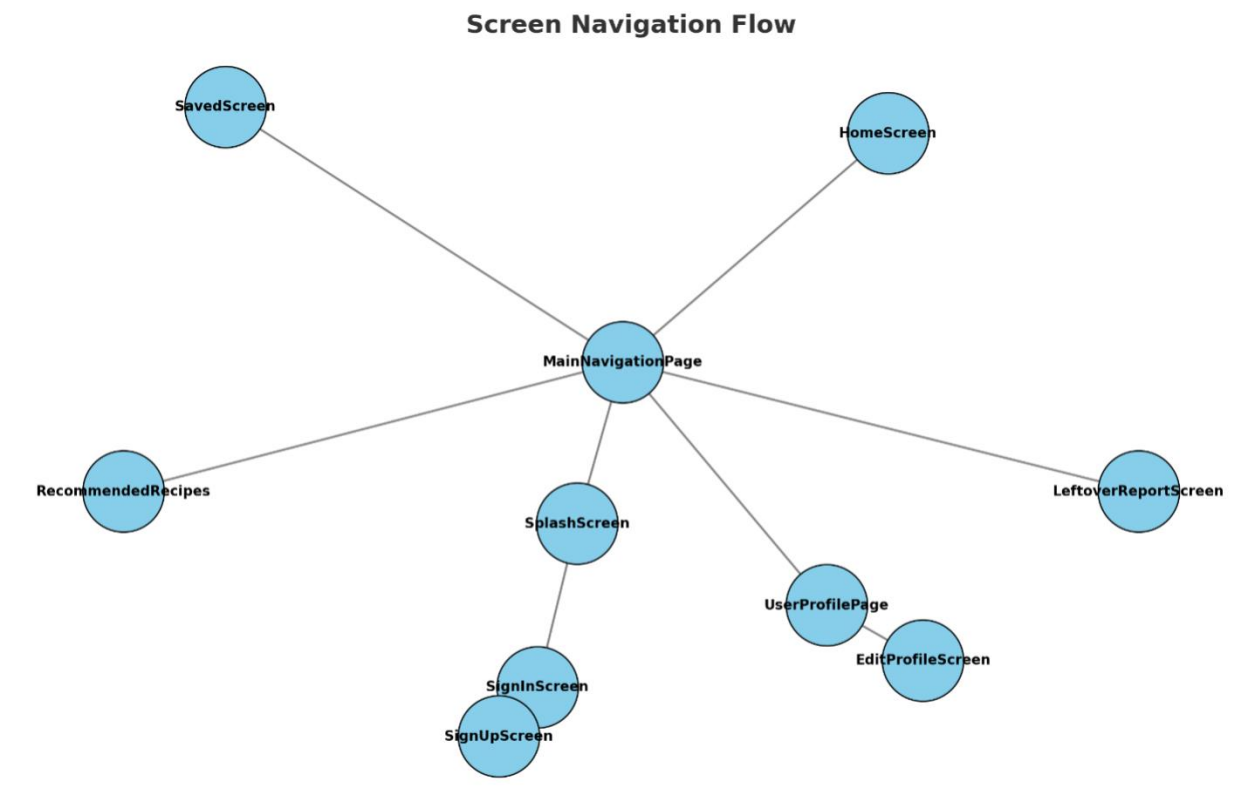 Screen Navigation Flow
SavedScreen
HomeScreen
MainNavigationPage
RecommendedRecipes
LeftoverReportScreen
SplashScreen
UserProfilePage
EditProfileScreen
SignInScreen
SignUpScreen